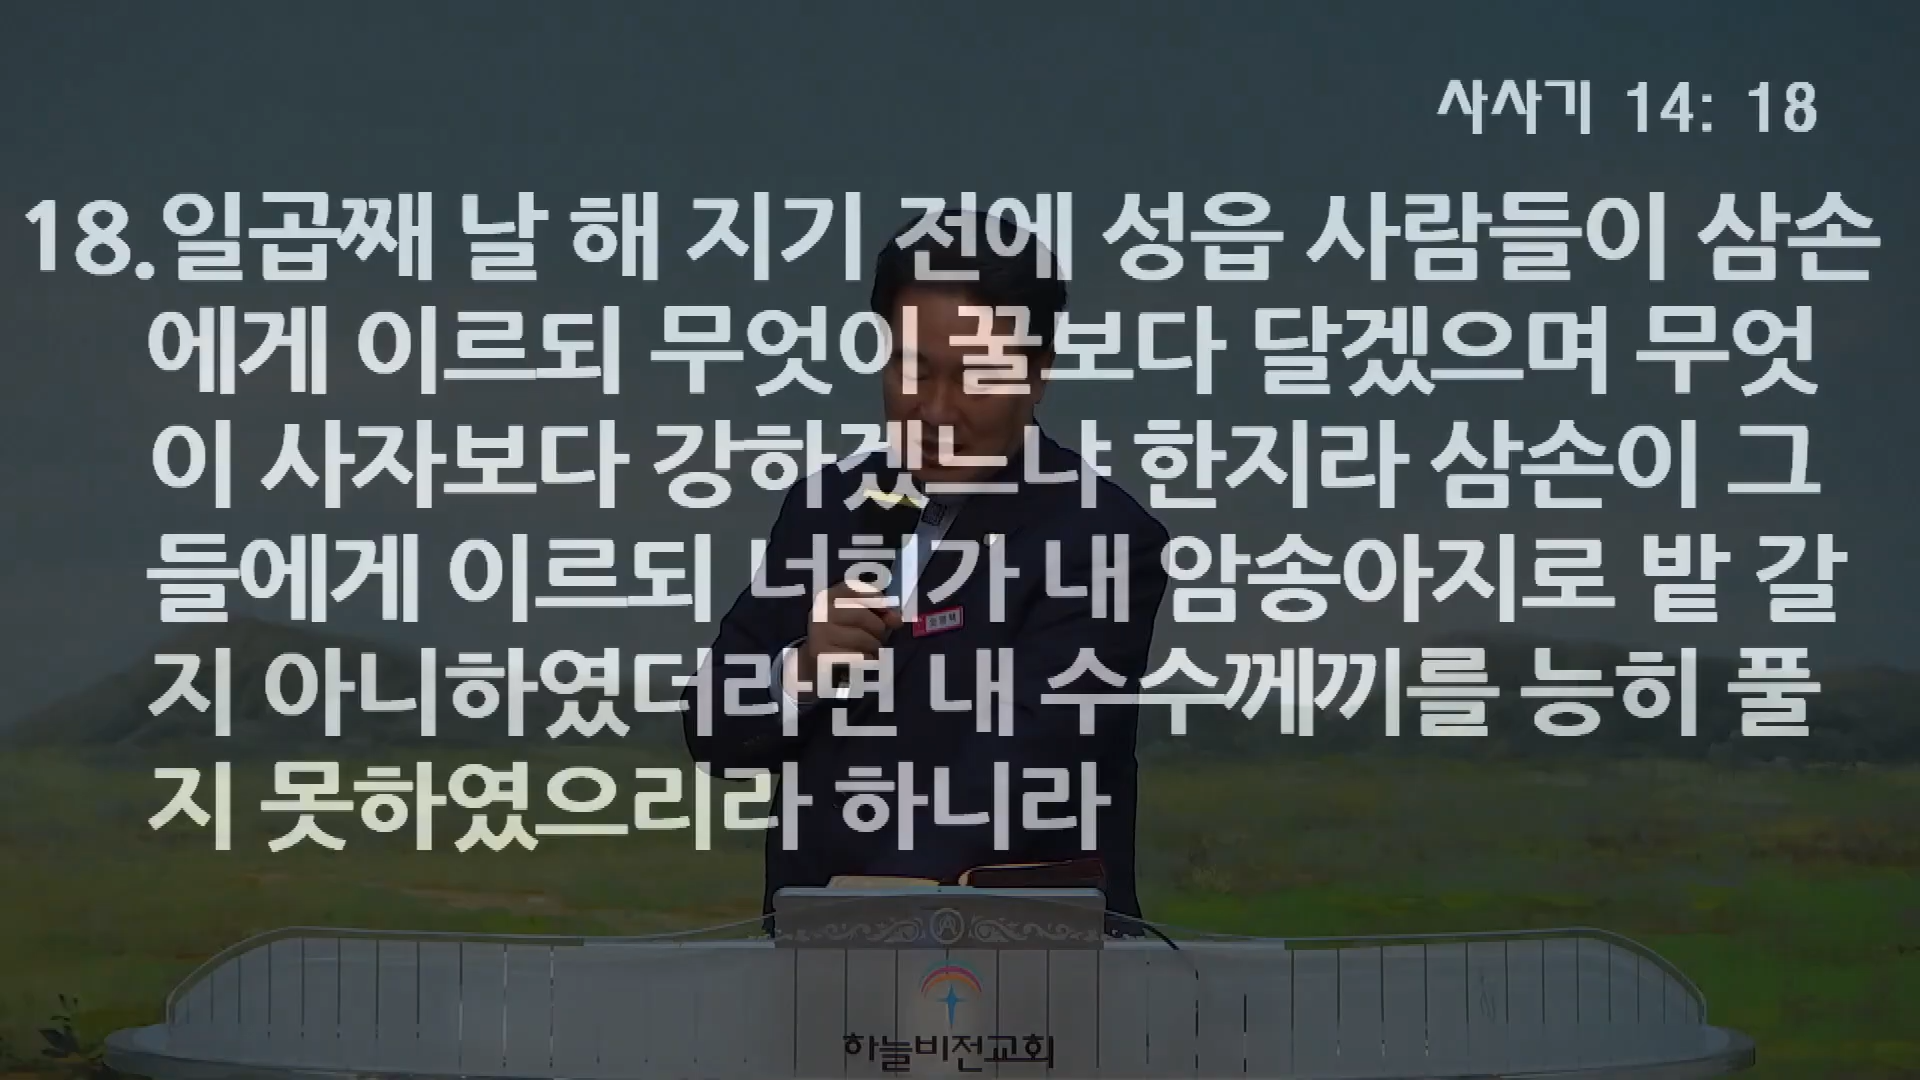 사사기 14: 18
18.일곱째 날 해 지기 전에 성읍 사람들이 삼손
에게 이르되 무엇이 꿀보다 달겠으며 무엇
이 사자보다 강하겠느냐 한지라 삼손이 그
들에게 이르되 너희가 내 암송아지로 밭 갈
지 아니하였더라면 내 수수께끼를 능히 풀
지 못하였으리라 하니라
하늘비전교회